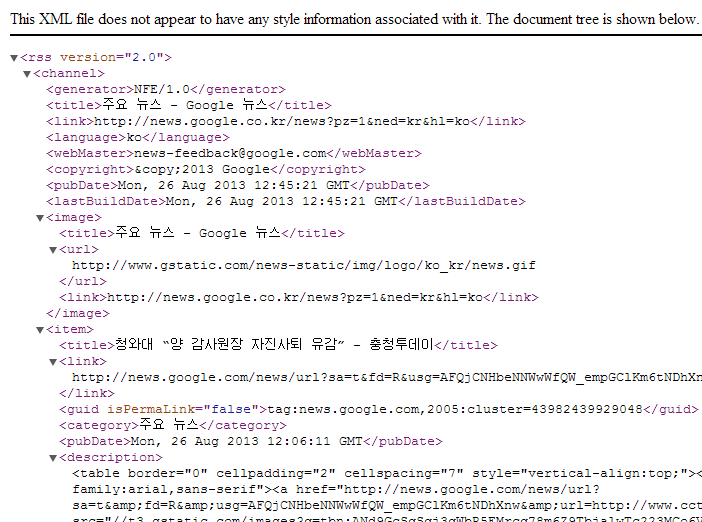 This XML file does not appear to have any style information associated with it. The document tree is shown below.
▼<rss version="2.0">
▼<channel>
<generator>NFE/1.0</generator>
<title>주요 뉴스 - Google 뉴스</title>
<link>http://news.google.co.kr/news?pz=1&ned=kr&hl=ko</link>
<language>ko</language>
<webMaster>news-feedback@google.com</webMaster>
<copyright>&copy;2013 Google</copyright>
<pubDate>Mon, 26 Aug 2013 12:45:21 GMT</pubDate>
<lastBuildDate>Mon, 26 Aug 2013 12:45:21 GMT</lastBuildDate>
▼<image>
<title>주요 뉴스 - Google 뉴스</title>
▼<url>
http://www.gstatic.com/news-static/img/logo/ko_kr/news.gif
</url>
<link>http://news.google.co.kr/news?pz=1&ned=kr&hl=ko</link>
</image>
▼<item>
<title>청와대 “양 감사원장 자진사퇴 유감” - 충청투데이</title>
▼<link>
http://news.google.com/news/url?sa=t&fd=R&usg=AFQjCNHbeNNWwWfQW_empGClKm6tNDhXn
</link>
<guid isPermaLink="false">tag:news.google.com,2005:cluster=43982439929048</guid>
<category>주요 뉴스</category>
<pubDate>Mon, 26 Aug 2013 12:06:11 GMT</pubDate>
▼<description>
<table border="0" cellpadding="2" cellspacing="7" style="vertical-align:top;"><
family:arial,sans-serif"><a href="http://news.google.com/news/url?
sa=t&amp;fd=R&amp;usg=AFQjCNHbeNNWwWfQW_empGClKm6tNDhXnw&amp;url=http://www.cct